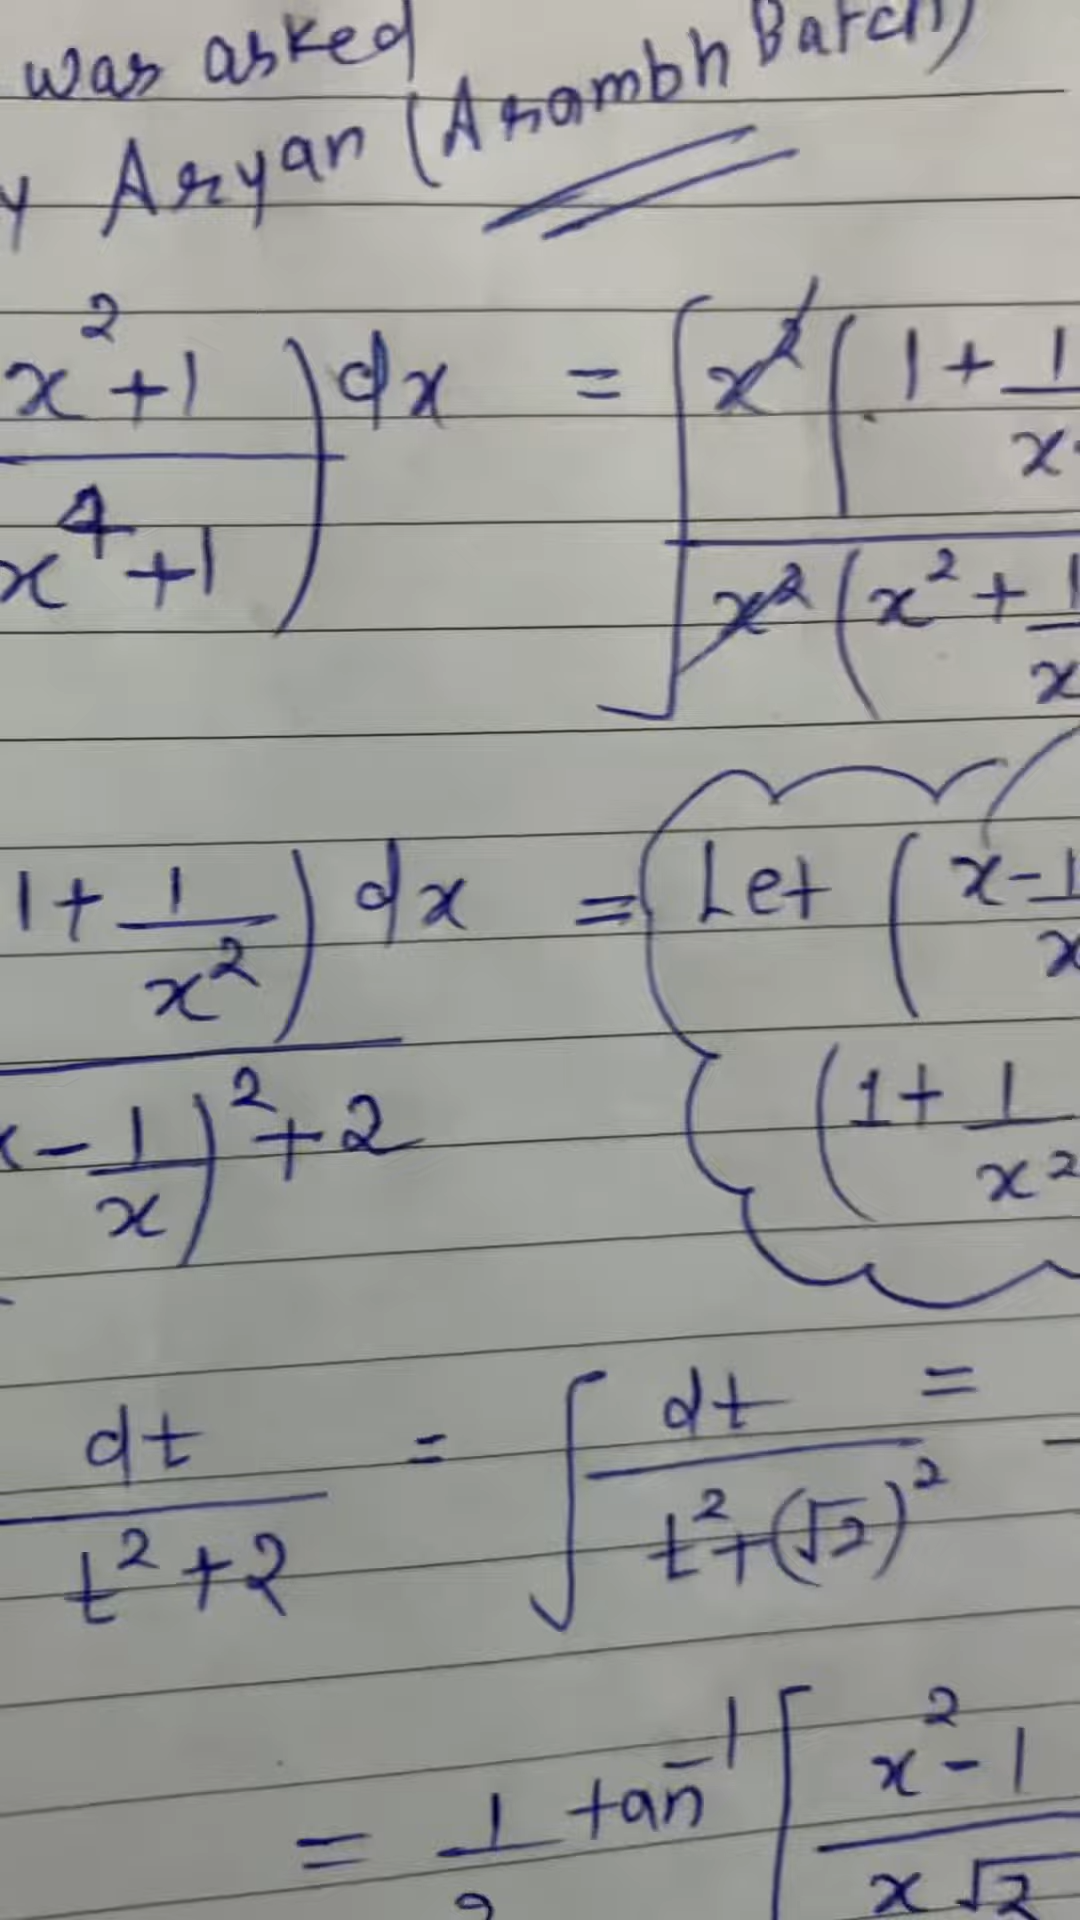 was asked
y Aryan (Arambh Batch)
x²+1 / x⁴+1 ) dx = ∫ x² ( 1 + 1/x / x² ( x² + 1/x
1 + 1/x² ) dx / x - 1/x )² + 2 = Let ( x - 1/x
( 1 + 1/x²
dt / t² + 2 = ∫ dt / t² + (√2)² =
= 1/ tan⁻¹ [ x² - 1 / x √2